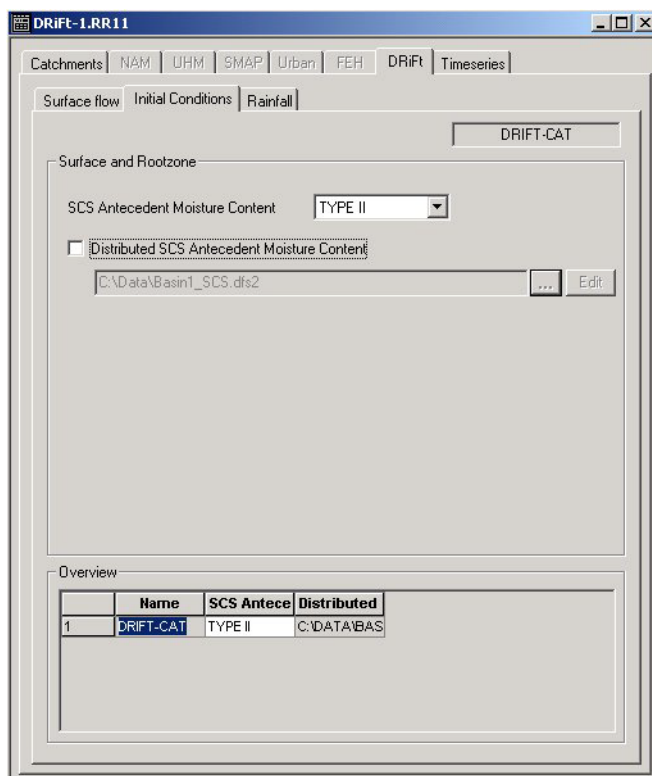 DRiFt-1.RR11
Catchments NAM UHM SMAP Urban FEH DRiFt Timeseries
Surface flow Initial Conditions Rainfall
DRIFT-CAT
Surface and Rootzone
SCS Antecedent Moisture Content TYPE II
Distributed SCS Antecedent Moisture Content
C:\Data\Basin1_SCS.dfs2 ... Edit
Overview
Name SCS Antece Distributed
1 DRIFT-CAT TYPE II C:\DATA\BAS